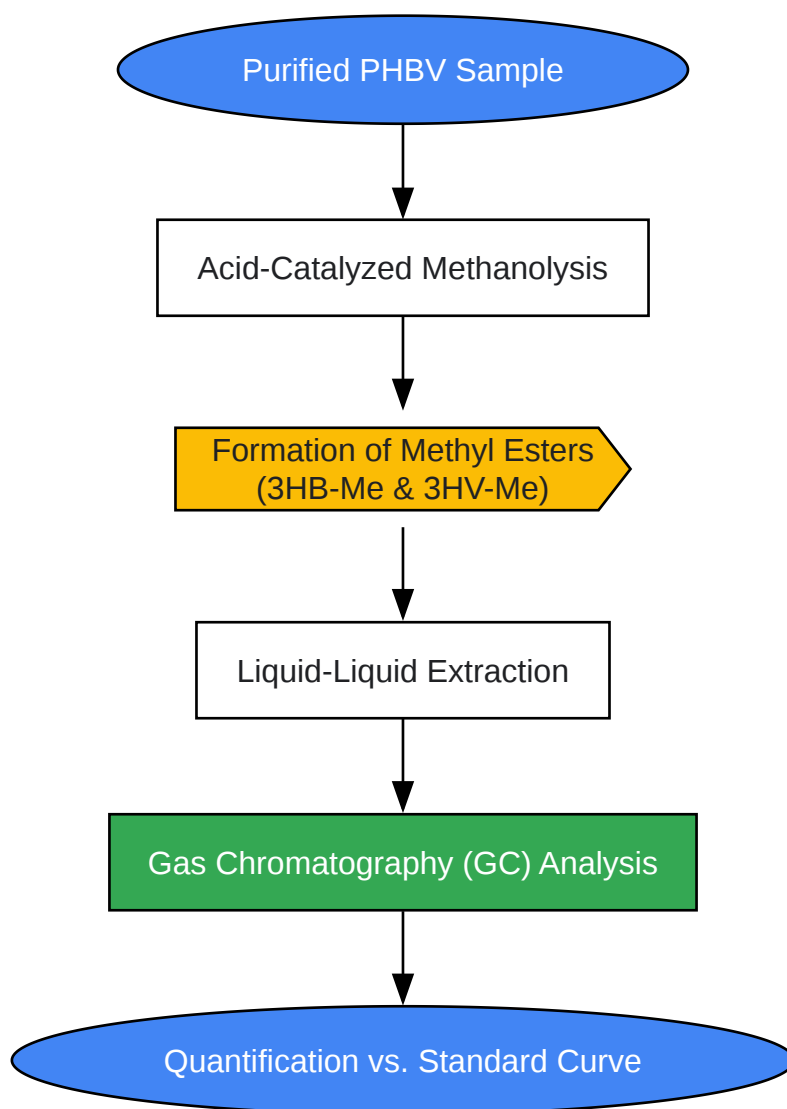 Purified PHBV Sample
Acid-Catalyzed Methanolysis
Formation of Methyl Esters
(3HB-Me & 3HV-Me)
Liquid-Liquid Extraction
Gas Chromatography (GC) Analysis
Quantification vs. Standard Curve